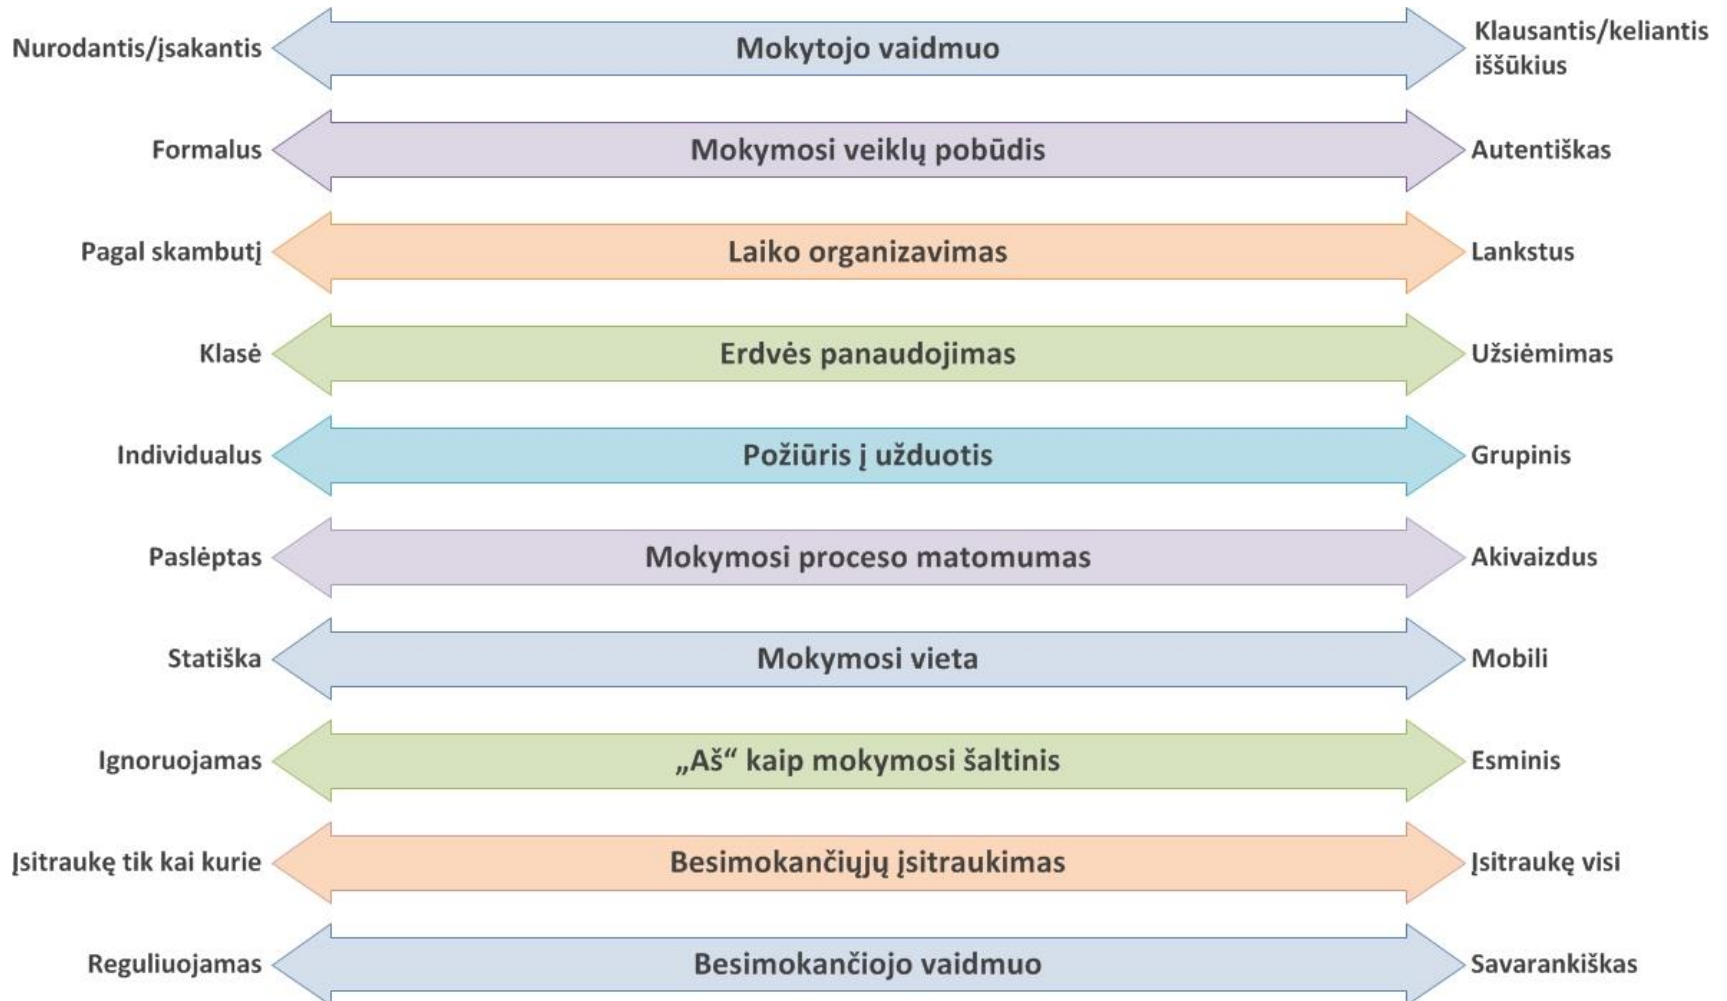 Nurodantis/įsakantis
Mokytojo vaidmuo
Klausantis/keliantis
iššūkius
Formalus
Mokymosi veiklų pobūdis
Autentiškas
Pagal skambutį
Laiko organizavimas
Lankstus
Klasė
Erdvės panaudojimas
Užsiėmimas
Individualus
Požiūris į užduotis
Grupinis
Paslėptas
Mokymosi proceso matomumas
Akivaizdus
Statiška
Mokymosi vieta
Mobili
Ignoruojamas
„Aš“ kaip mokymosi šaltinis
Esminis
Įsitraukę tik kai kurie
Besimokančiųjų įsitraukimas
Įsitraukę visi
Reguliuojamas
Besimokančiojo vaidmuo
Savarankiškas